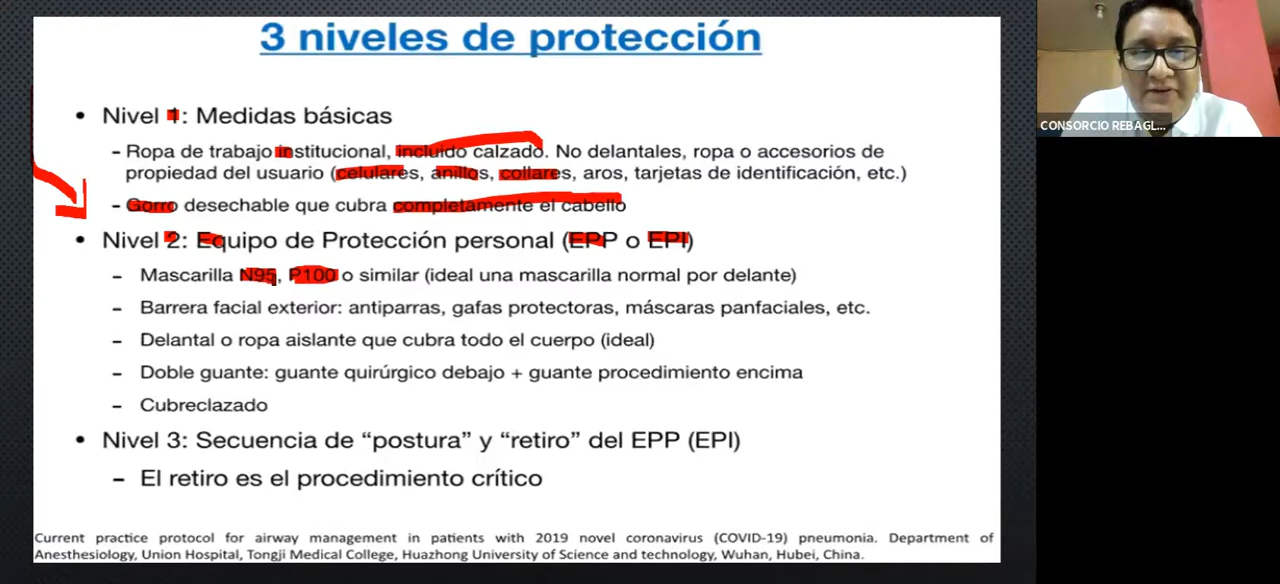 3 niveles de protección
• Nivel 1: Medidas básicas
- Ropa de trabajo institucional, incluido calzado. No delantales, ropa o accesorios de
propiedad del usuario (celulares, anillos, collares, aros, tarjetas de identificación, etc.)
- Gorro desechable que cubra completamente el cabello
• Nivel 2: Equipo de Protección personal (EPP o EPI)
- Mascarilla N95, P100 o similar (ideal una mascarilla normal por delante)
- Barrera facial exterior: antiparras, gafas protectoras, máscaras panfaciales, etc.
- Delantal o ropa aislante que cubra todo el cuerpo (ideal)
- Doble guante: guante quirúrgico debajo + guante procedimiento encima
- Cubreclazado
• Nivel 3: Secuencia de “postura” y “retiro” del EPP (EPI)
- El retiro es el procedimiento crítico
Current practice protocol for airway management in patients with 2019 novel coronavirus (COVID-19) pneumonia. Department of
Anesthesiology, Union Hospital, Tongji Medical College, Huazhong University of Science and technology, Wuhan, Hubei, China.
CONSORCIO REBAGL...